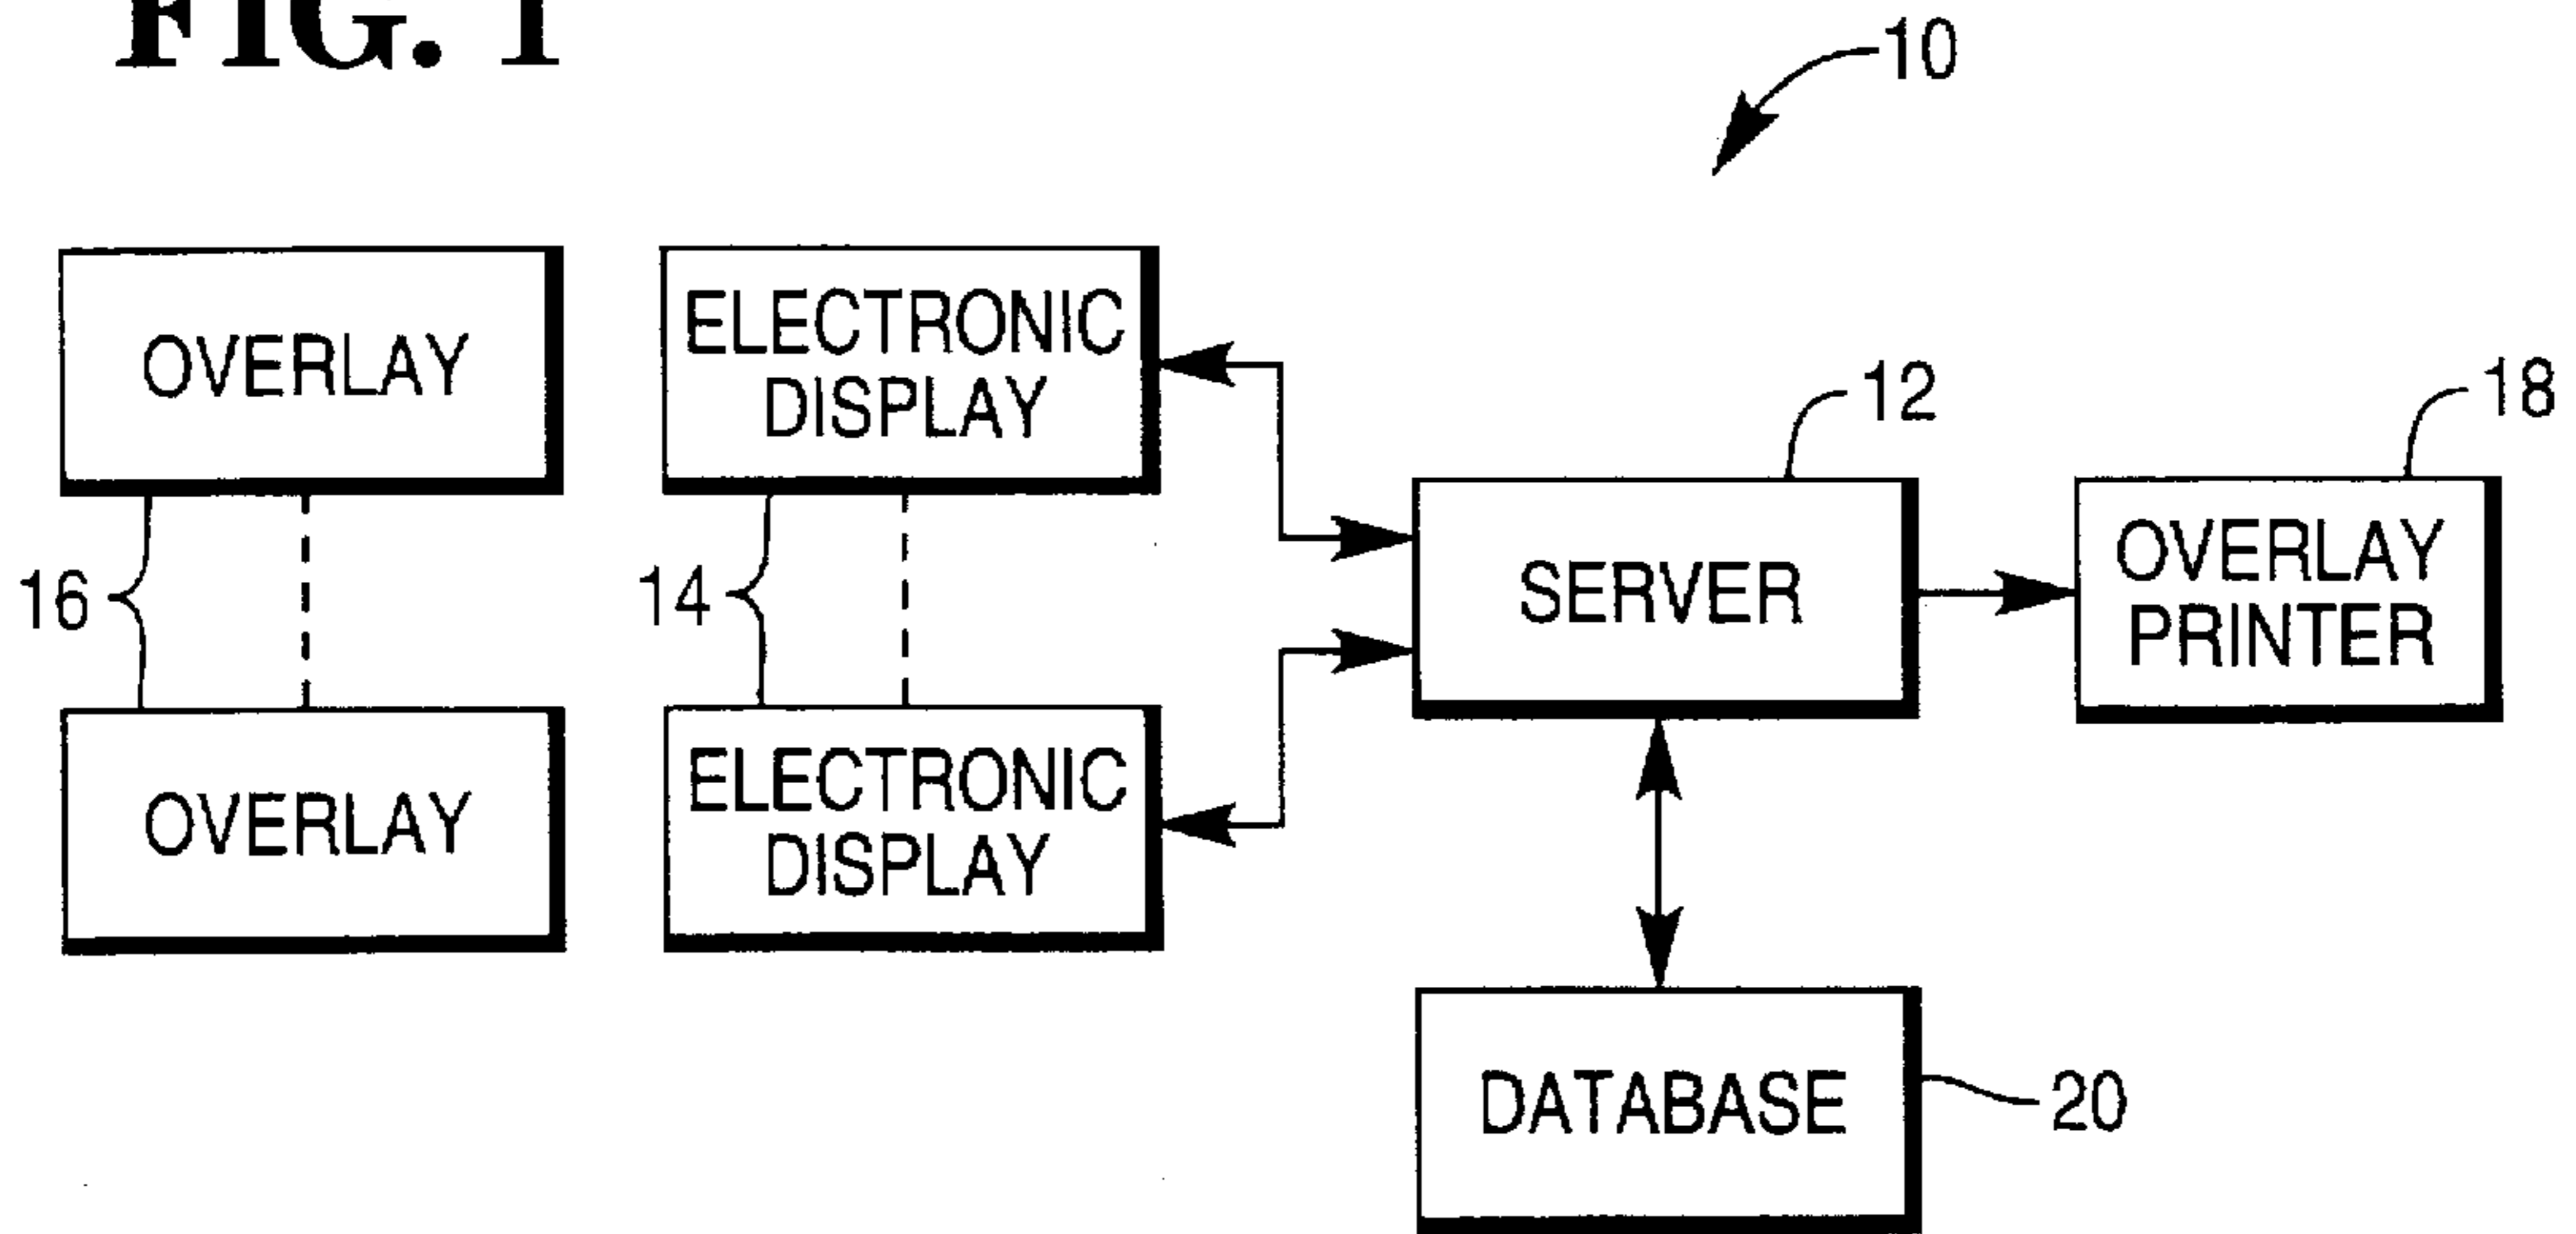 FIG. 1
10
OVERLAY
ELECTRONIC
DISPLAY
12
18
16
14
SERVER
OVERLAY
PRINTER
OVERLAY
ELECTRONIC
DISPLAY
DATABASE
20